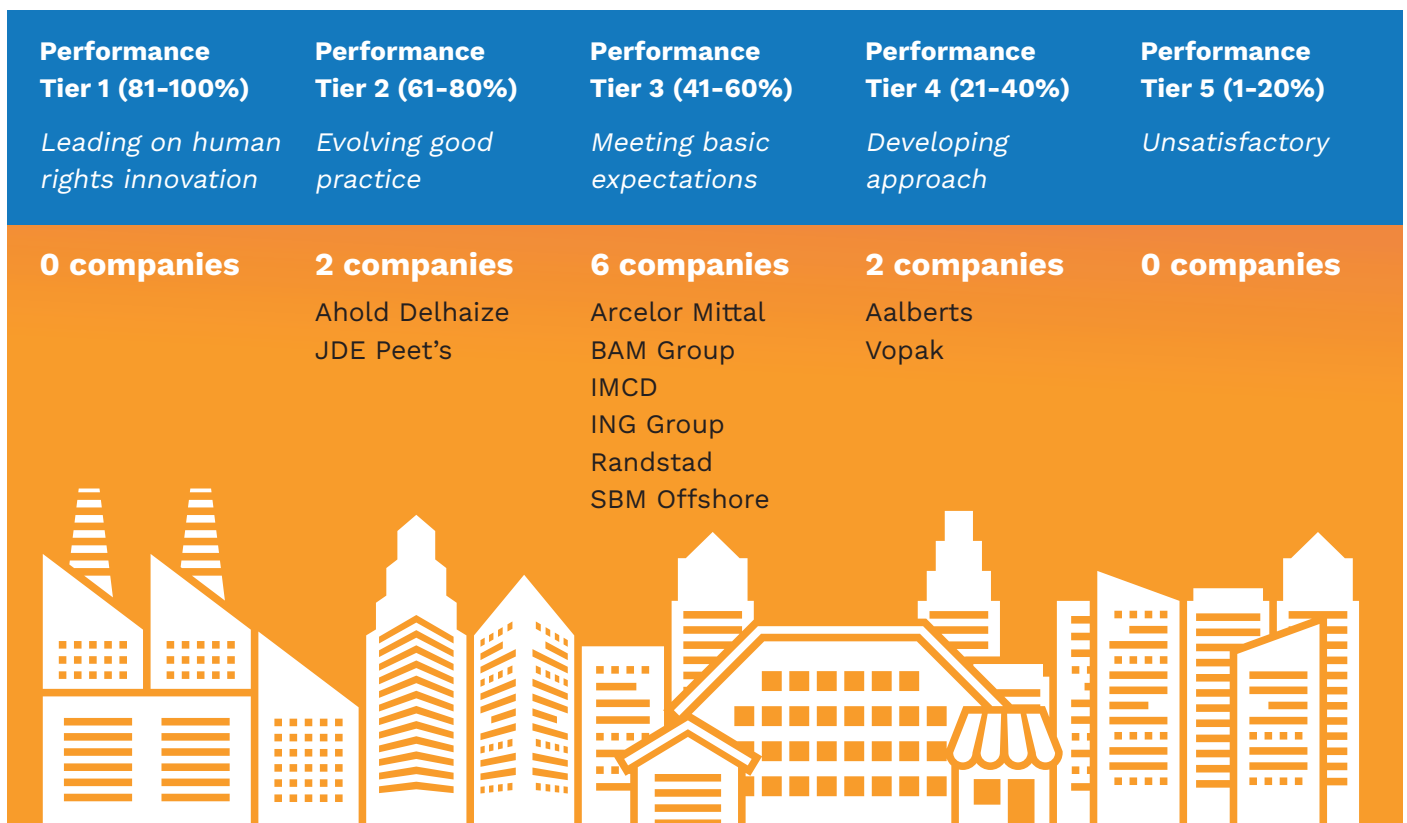 Performance
Tier 1 (81-100%)
Leading on human
rights innovation
0 companies
Performance
Tier 2 (61-80%)
Evolving good
practice
2 companies
Ahold Delhaize
JDE Peet’s
Performance
Tier 3 (41-60%)
Meeting basic
expectations
6 companies
Arcelor Mittal
BAM Group
IMCD
ING Group
Randstad
SBM Offshore
Performance
Tier 4 (21-40%)
Developing
approach
2 companies
Aalberts
Vopak
Performance
Tier 5 (1-20%)
Unsatisfactory
0 companies